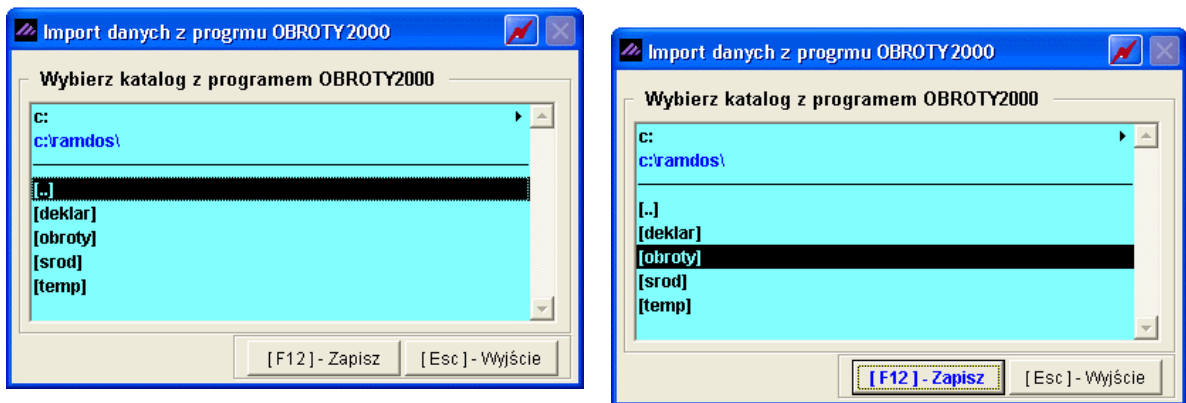 Import danych z progrmu OBROTY2000
Wybierz katalog z programem OBROTY2000
c:
c:\ramdos\
[..]
[deklar]
[obroty]
[srod]
[temp]
[ F12 ] - Zapisz
[ Esc ] - Wyjście
Import danych z progrmu OBROTY2000
Wybierz katalog z programem OBROTY2000
c:
c:\ramdos\
[..]
[deklar]
[obroty]
[srod]
[temp]
[ F12 ] - Zapisz
[ Esc ] - Wyjście